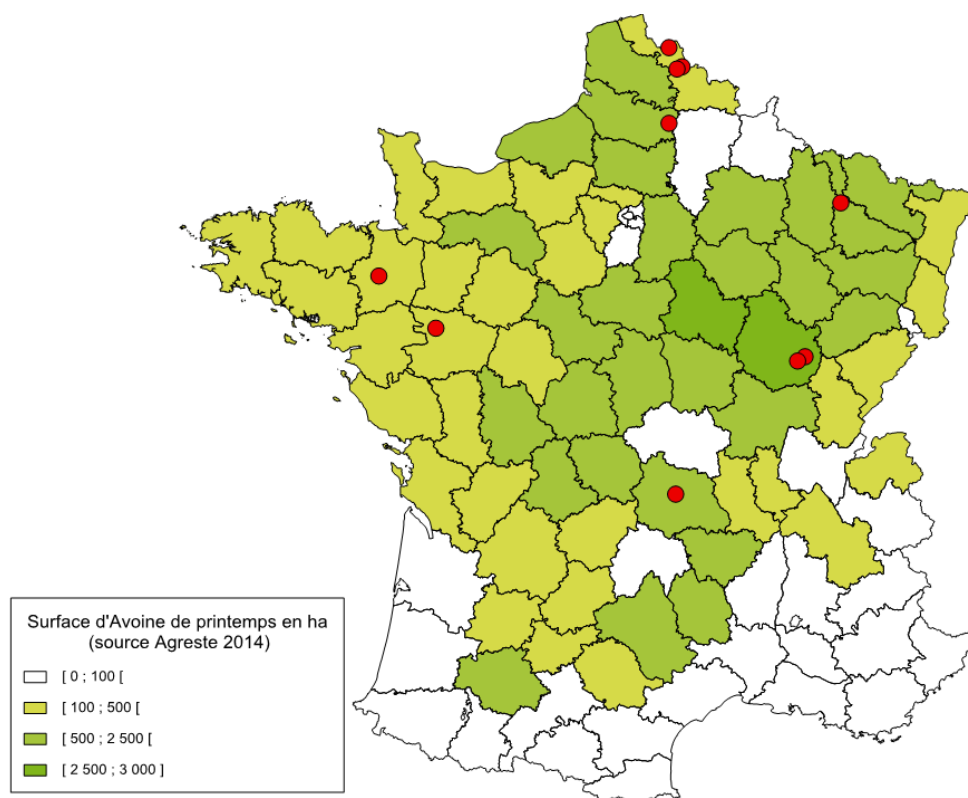 Surface d'Avoine de printemps en ha
(source Agreste 2014)
[ 0 ; 100 [
[ 100 ; 500 [
[ 500 ; 2 500 [
[ 2 500 ; 3 000 ]